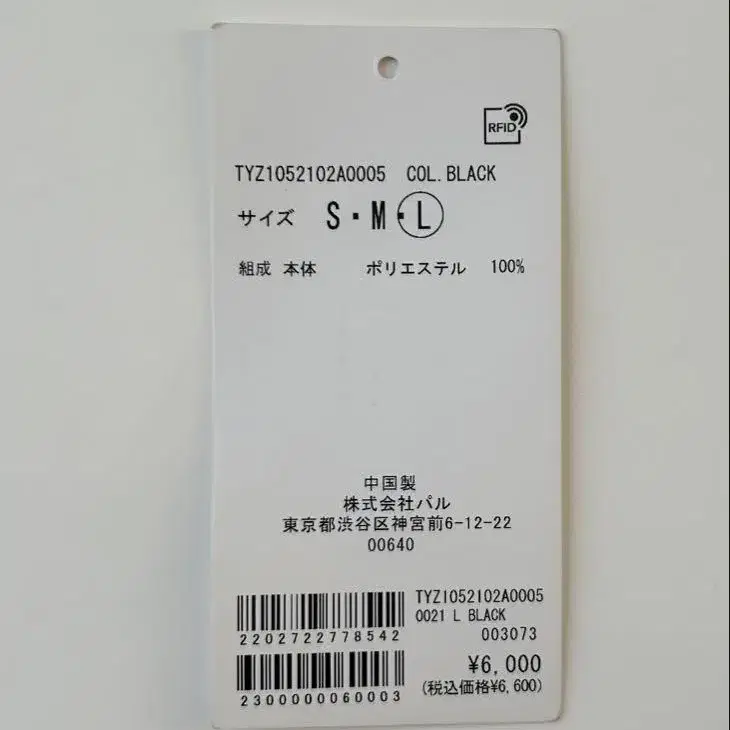 RFID
TYZ1052102A0005 COL.BLACK
サイズ S・M・L
組成 本体 ポリエステル 100%
中国製
株式会社パル
東京都渋谷区神宮前6-12-22
00640
TYZ1052102A0005
0021 L BLACK
2202722778542
003073
¥6,000
2300000060003
(税込価格¥6,600)